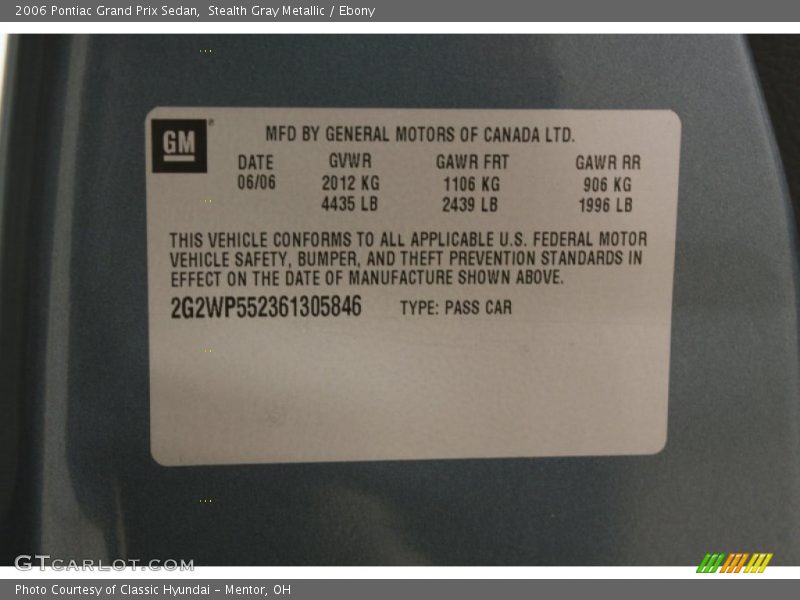 2006 Pontiac Grand Prix Sedan,  Stealth Gray Metallic / Ebony
GM
MFD BY GENERAL MOTORS OF CANADA LTD.
DATE GVWR GAWR FRT GAWR RR
06/06 2012 KG 1106 KG 906 KG
4435 LB 2439 LB 1996 LB
THIS VEHICLE CONFORMS TO ALL APPLICABLE U.S. FEDERAL MOTOR
VEHICLE SAFETY, BUMPER, AND THEFT PREVENTION STANDARDS IN
EFFECT ON THE DATE OF MANUFACTURE SHOWN ABOVE.
2G2WP552361305846 TYPE: PASS CAR
GTCARLOT.COM
Photo Courtesy of Classic Hyundai - Mentor, OH